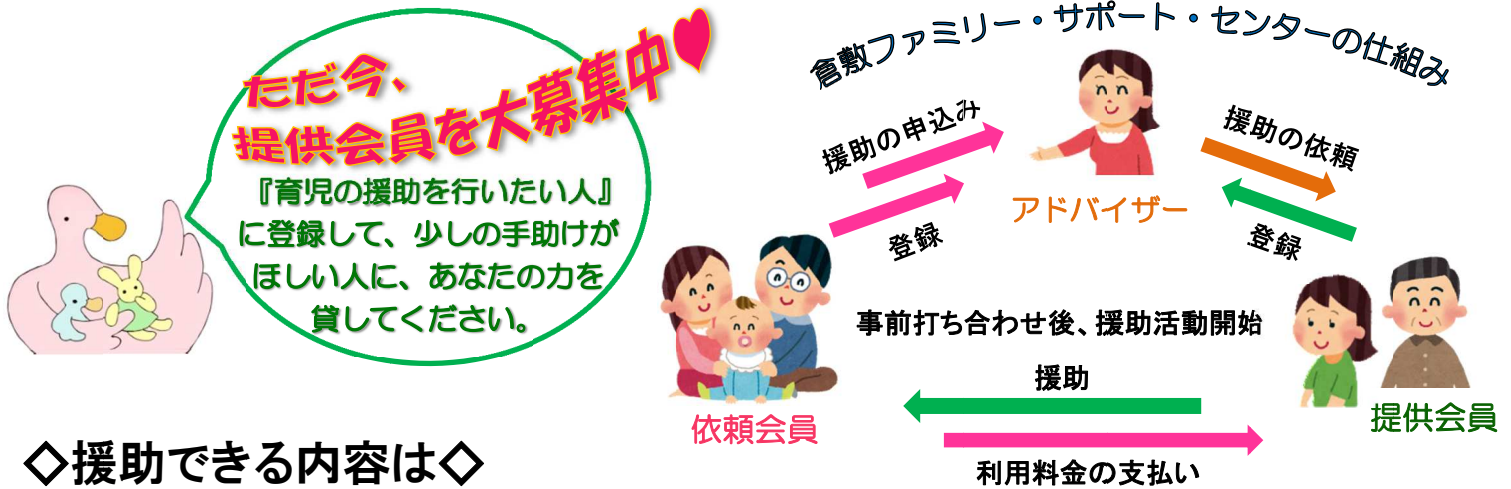 ただ今、
提供会員を大募集中♥
『育児の援助を行いたい人』
に登録して、少しの手助けが
ほしい人に、あなたの力を
貸してください。
倉敷ファミリー・サポート・センターの仕組み
援助の申込み
登録
アドバイザー
援助の依頼
登録
事前打ち合わせ後、援助活動開始
援助
依頼会員
提供会員
利用料金の支払い
◇援助できる内容は◇